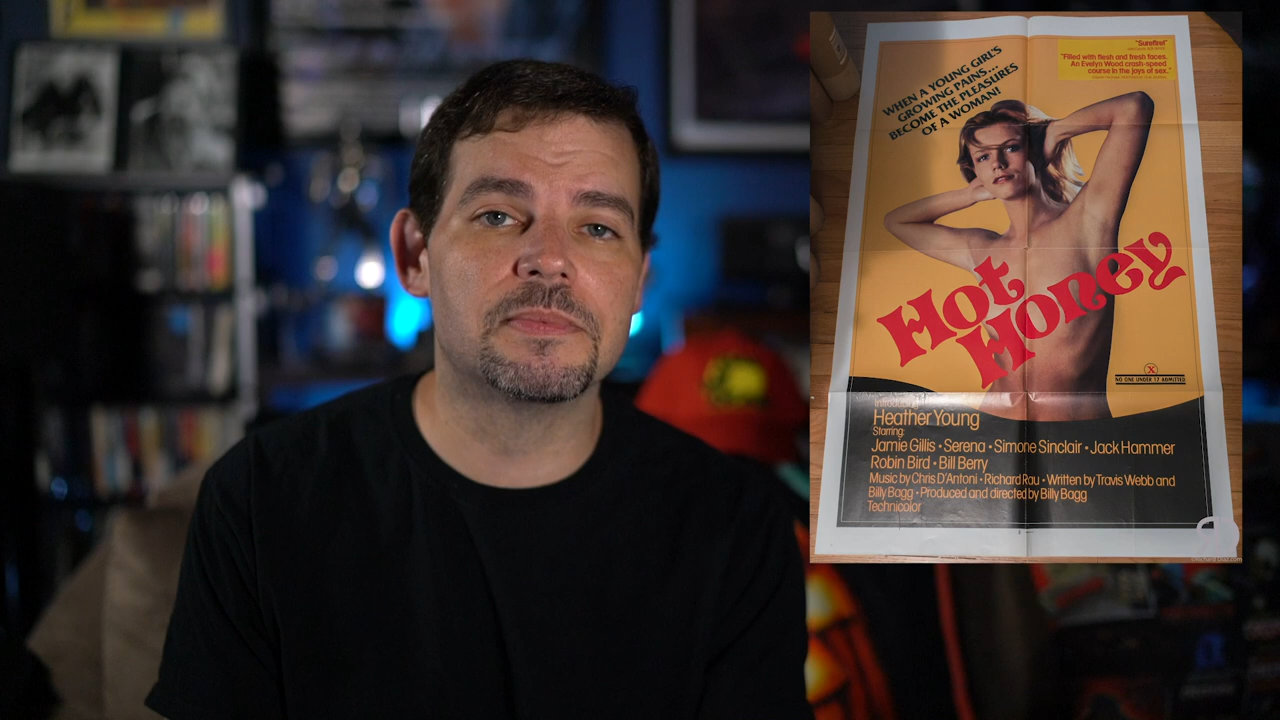 "Surefire!"
"Filled with flesh and fresh faces.
An Evelyn Wood crash-speed
course in the joys of sex."
WHEN A YOUNG GIRL'S
GROWING PAINS...
BECOME THE PLEASURES
OF A WOMAN!
Hot
Honey
X
NO ONE UNDER 17 ADMITTED
Heather Young
Starring:
Jamie Gillis • Serena • Simone Sinclair • Jack Hammer
Robin Bird • Bill Berry
Music by Chris D'Antoni • Richard Rau • Written by Travis Webb and
Billy Bagg • Produced and directed by Billy Bagg
Technicolor